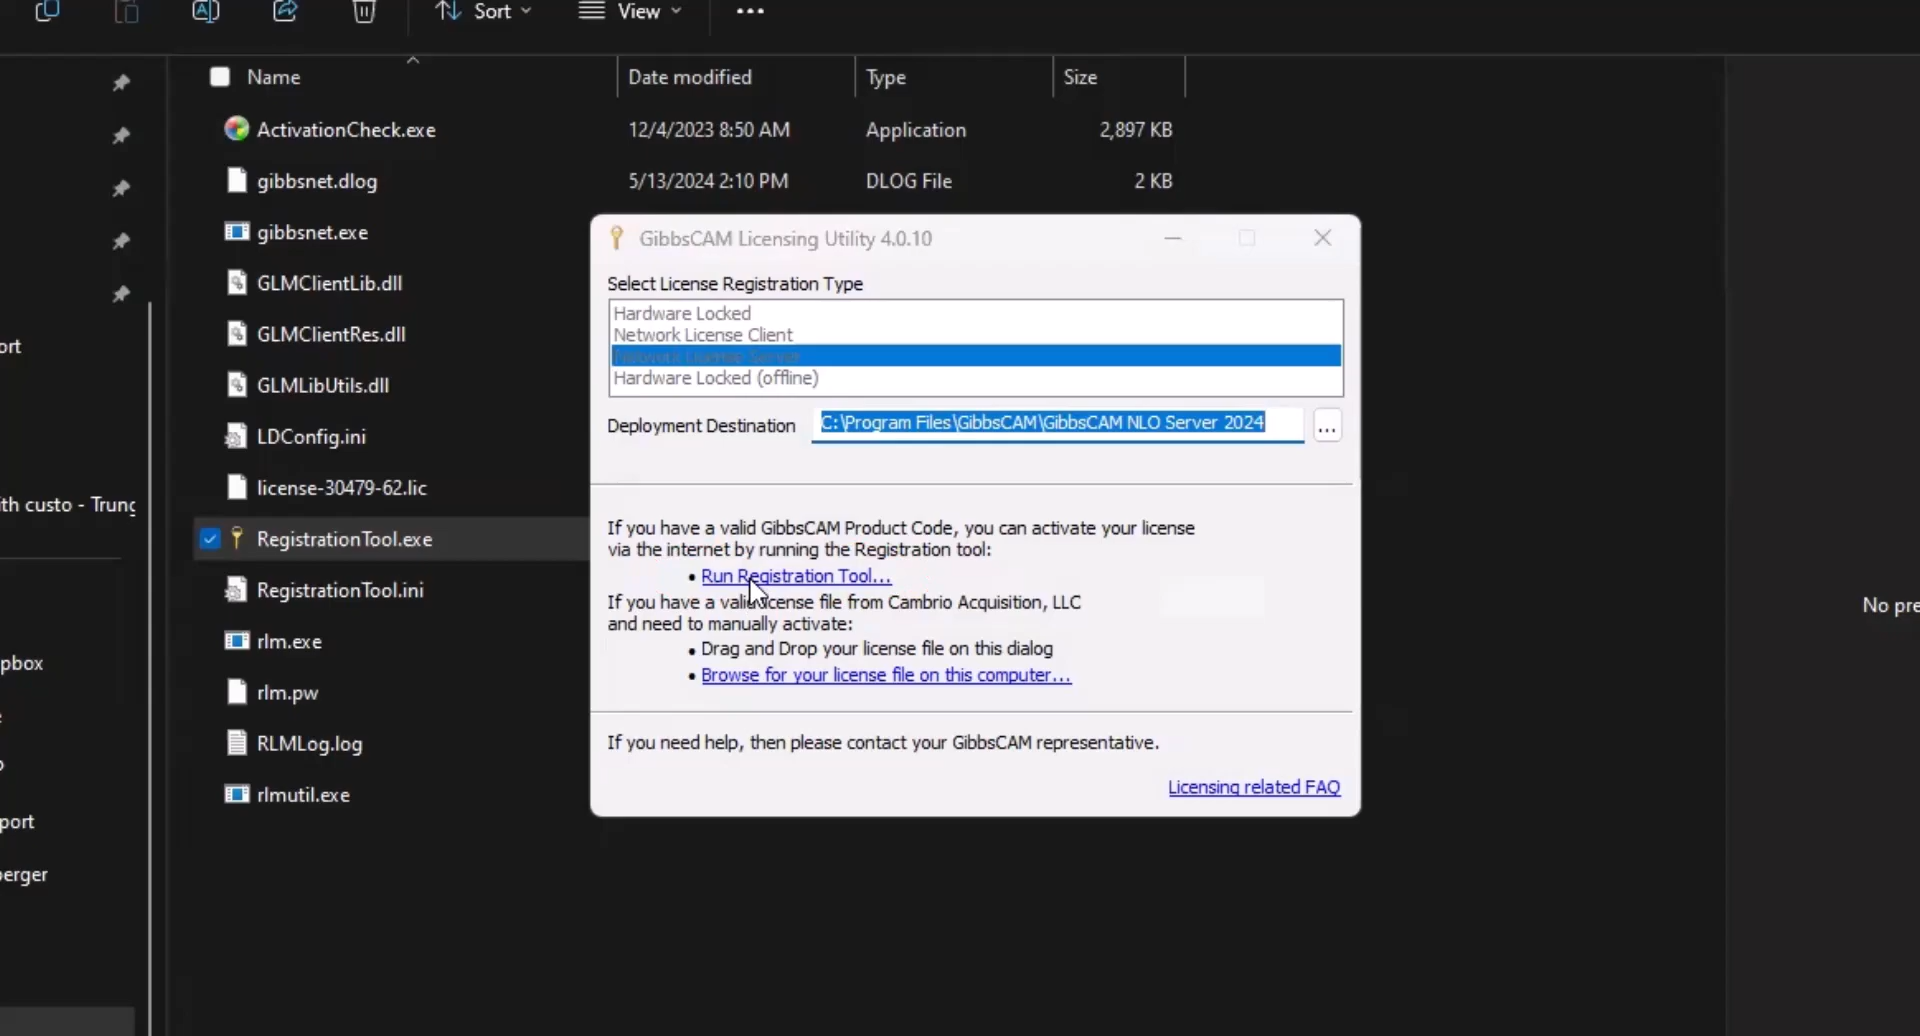 Sort
View
Name
Date modified
Type
Size
ActivationCheck.exe
12/4/2023 8:50 AM
Application
2,897 KB
gibbsnet.dlog
5/13/2024 2:10 PM
DLOG File
2 KB
gibbsnet.exe
GLMClientLib.dll
GLMClientRes.dll
GLMLibUtils.dll
LDConfig.ini
license-30479-62.lic
RegistrationTool.exe
RegistrationTool.ini
rlm.exe
rlm.pw
RLMLog.log
rlmutil.exe
ort
ith custo - Trung
pbox
port
perger
GibbsCAM Licensing Utility 4.0.10
Select License Registration Type
Hardware Locked
Network License Client
Network License Server
Hardware Locked (offline)
Deployment Destination
C:\Program Files\GibbsCAM\GibbsCAM NLO Server 2024
...
If you have a valid GibbsCAM Product Code, you can activate your license
via the internet by running the Registration tool:
• Run Registration Tool...
If you have a valid license file from Cambrio Acquisition, LLC
and need to manually activate:
• Drag and Drop your license file on this dialog
• Browse for your license file on this computer...
If you need help, then please contact your GibbsCAM representative.
Licensing related FAQ
No pre